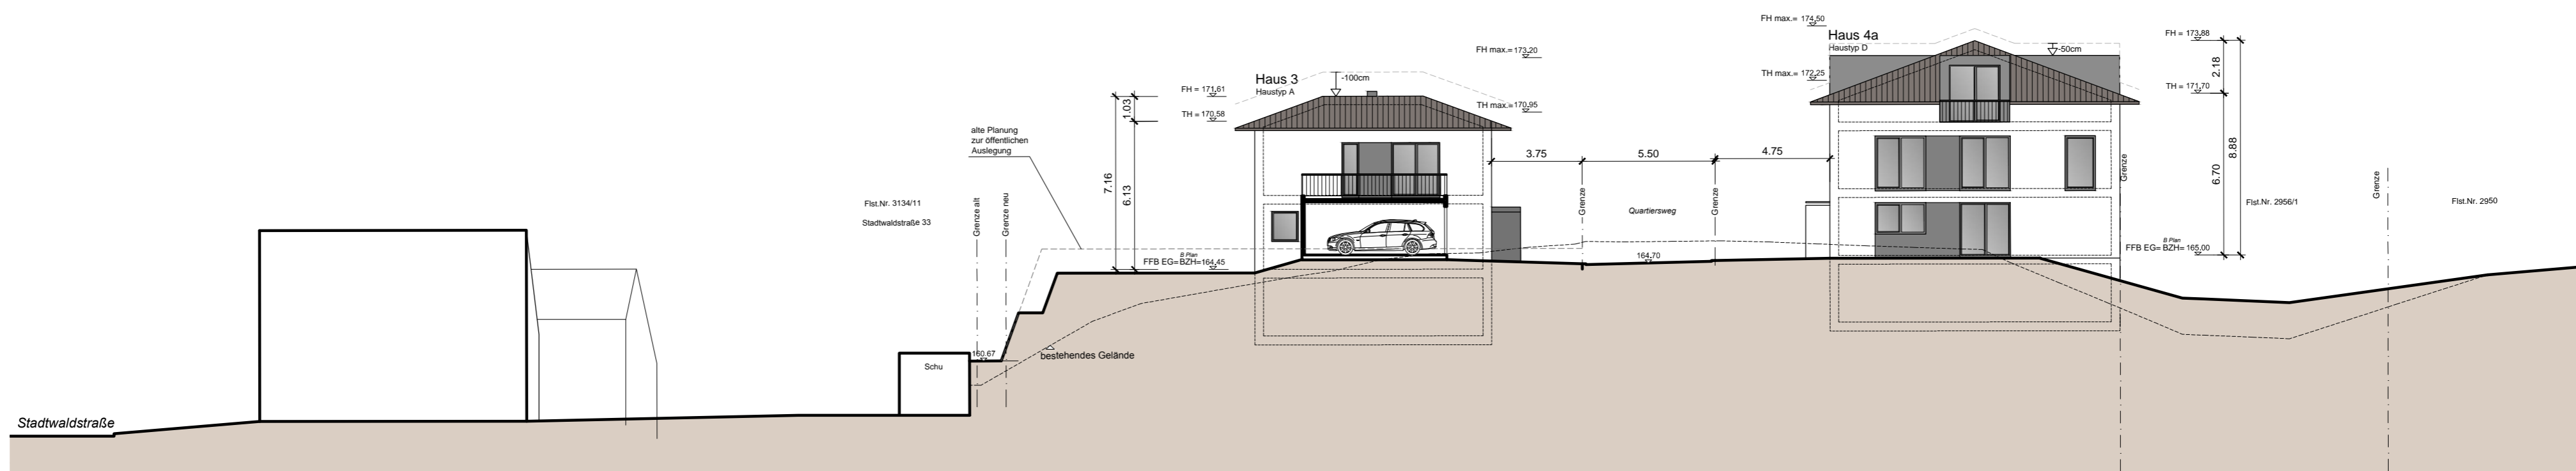 FH max.= 174,50
Haus 4a
Haustyp D
-50cm
FH = 173,88
FH max.= 173,20
TH max.= 172,25
2.18
TH = 171,70
Haus 3
Haustyp A
-100cm
FH = 171,61
1.03
TH = 170,58
TH max.= 170,95
alte Planung
zur öffentlichen
Auslegung
3.75
5.50
4.75
8.88
6.70
7.16
6.13
Grenze
Grenze
Flst.Nr. 3134/11
Stadtwaldstraße 33
Grenze alt
Grenze neu
Grenze
Quartiersweg
Grenze
Flst.Nr. 2956/1
Flst.Nr. 2950
B Plan
FFB EG= BZH= 164,45
164,70
B Plan
FFB EG= BZH= 165,00
160,67
bestehendes Gelände
Schu
Stadtwaldstraße